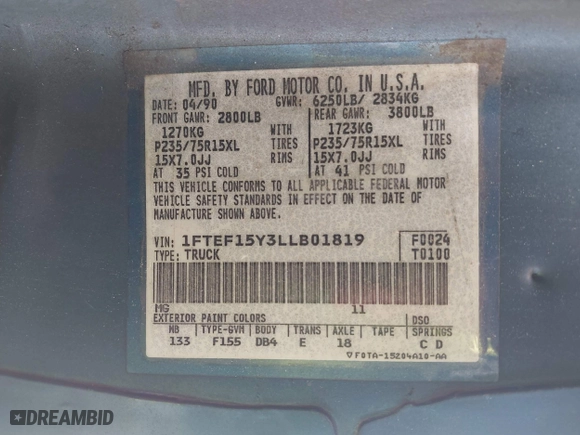 MFD. BY FORD MOTOR CO. IN U.S.A.
DATE: 04/90 GVWR: 6250LB/ 2834KG
FRONT GAWR: 2800LB REAR GAWR: 3800LB
1270KG WITH 1723KG WITH
P235/75R15XL TIRES P235/75R15XL TIRES
15X7.0JJ RIMS 15X7.0JJ RIMS
AT 35 PSI COLD AT 41 PSI COLD
THIS VEHICLE CONFORMS TO ALL APPLICABLE FEDERAL MOTOR
VEHICLE SAFETY STANDARDS IN EFFECT ON THE DATE OF
MANUFACTURE SHOWN ABOVE.
VIN: 1FTEF15Y3LLB01819 F0024
TYPE: TRUCK T0100
MG 11
EXTERIOR PAINT COLORS DSO
WB TYPE-GVW BODY TRANS AXLE TAPE SPRINGS
133 F155 DB4 E 18 C D
▽F0TA-15204A10-AA
DREAMBID